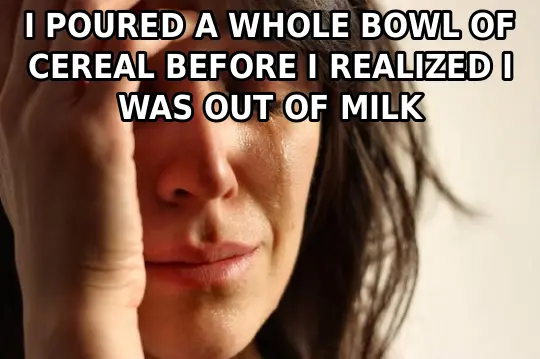 I POURED A WHOLE BOWL OF
CEREAL BEFORE I REALIZED I
WAS OUT OF MILK